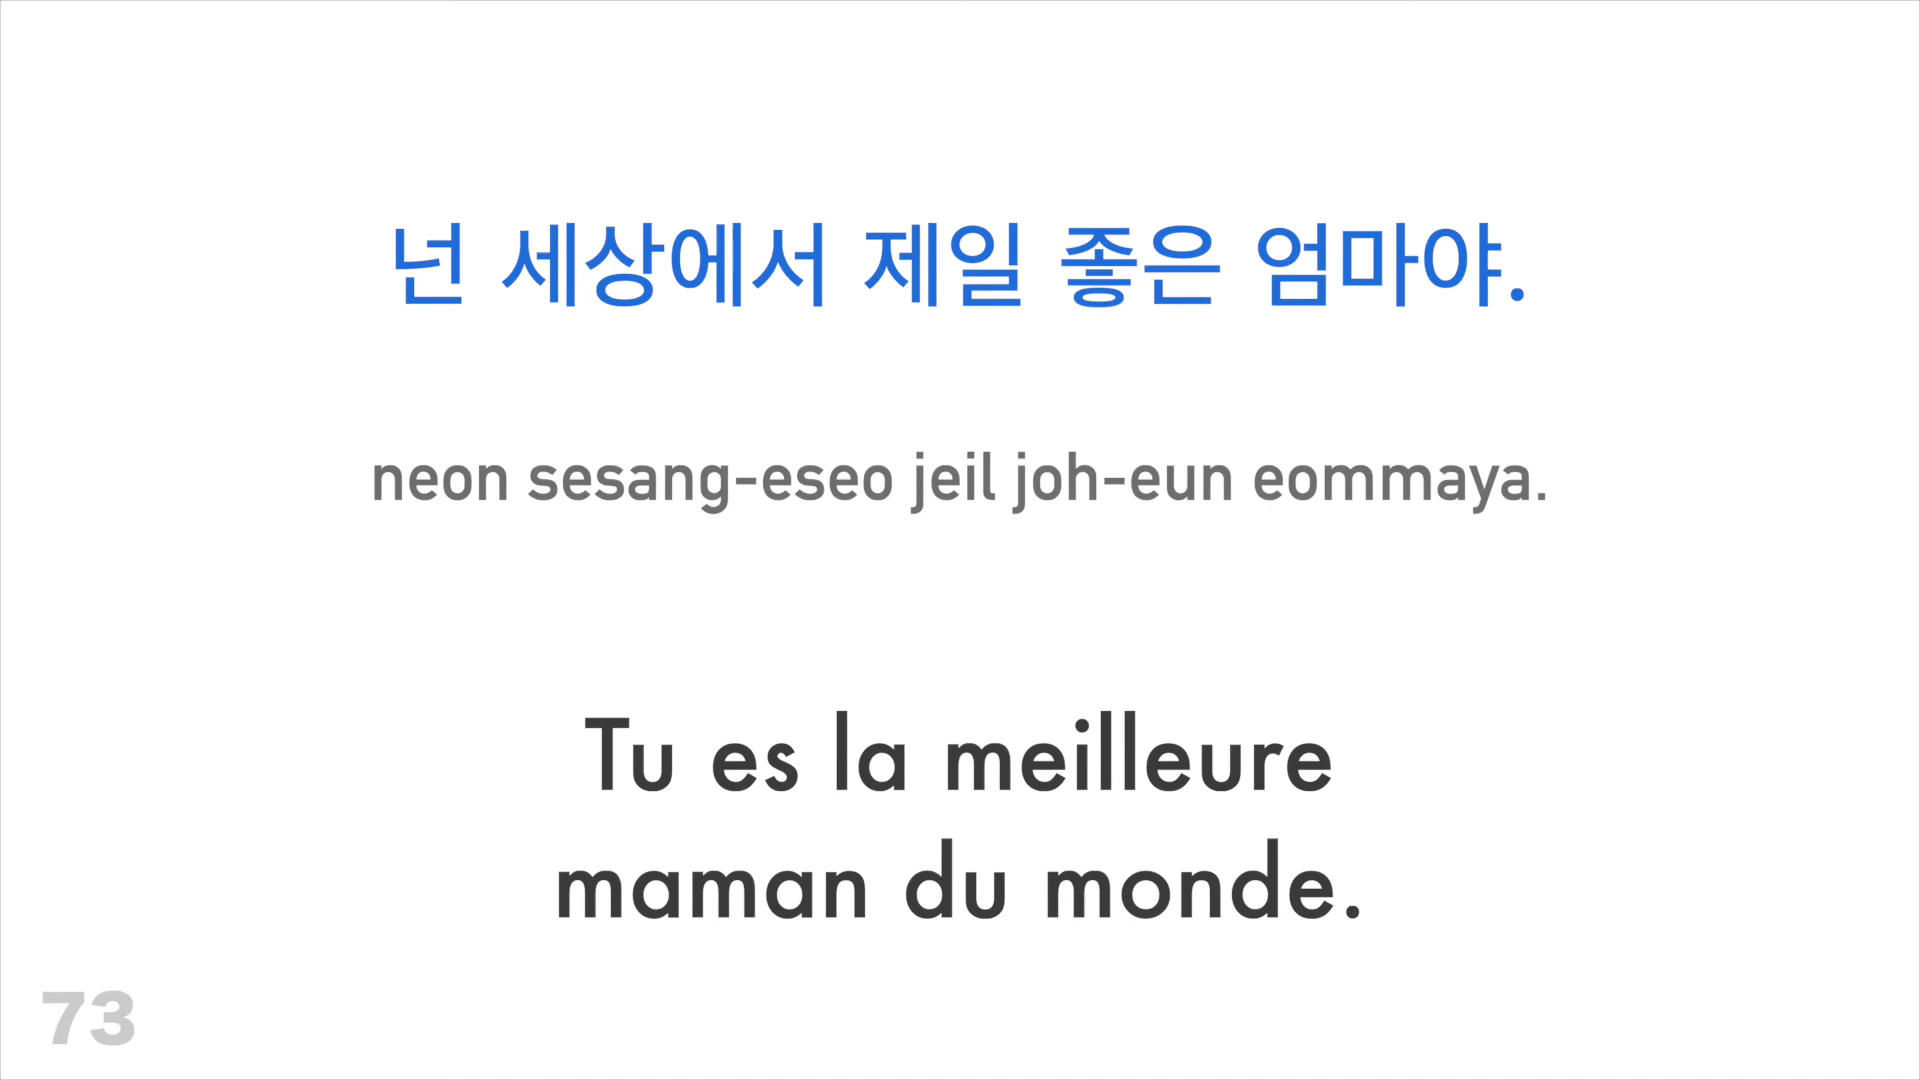 넌 세상에서 제일 좋은 엄마야.
neon sesang-eseo jeil joh-eun eommaya.
Tu es la meilleure
maman du monde.
73